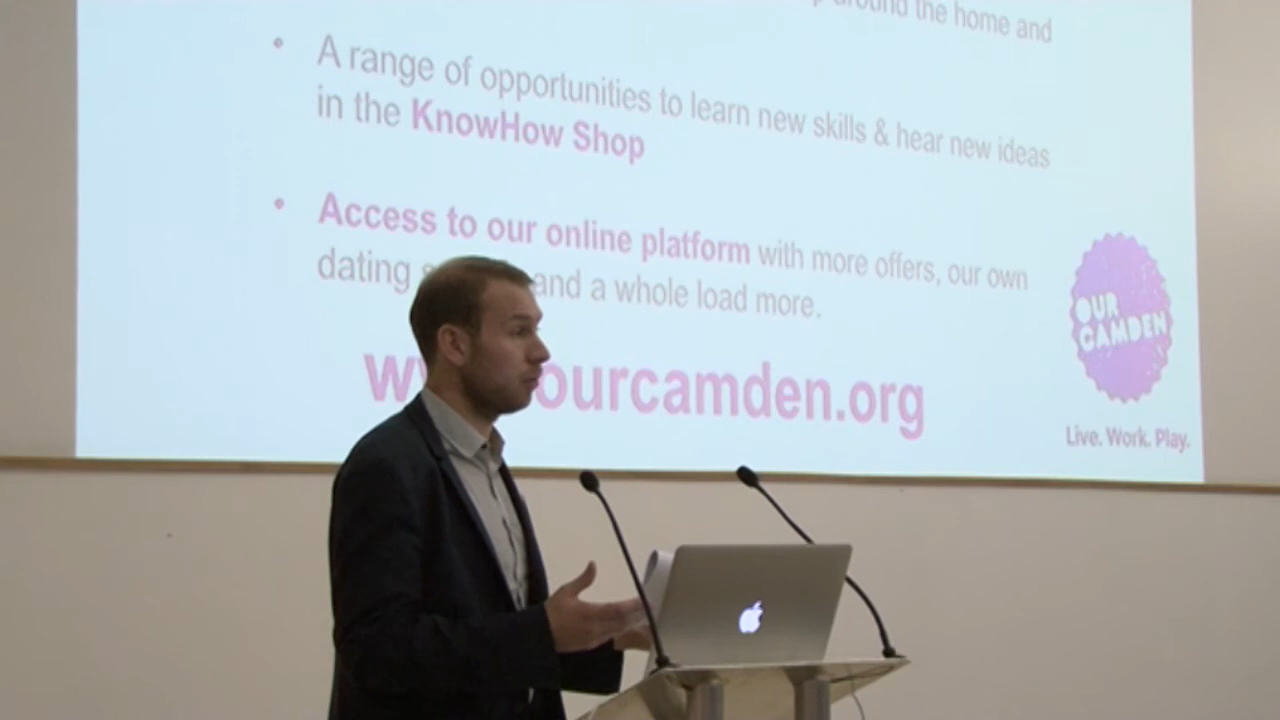 around the home and
• A range of opportunities to learn new skills & hear new ideas
in the KnowHow Shop
• Access to our online platform with more offers, our own
dating and a whole load more.
ourcamden.org
OUR
CAMDEN
Live. Work. Play.